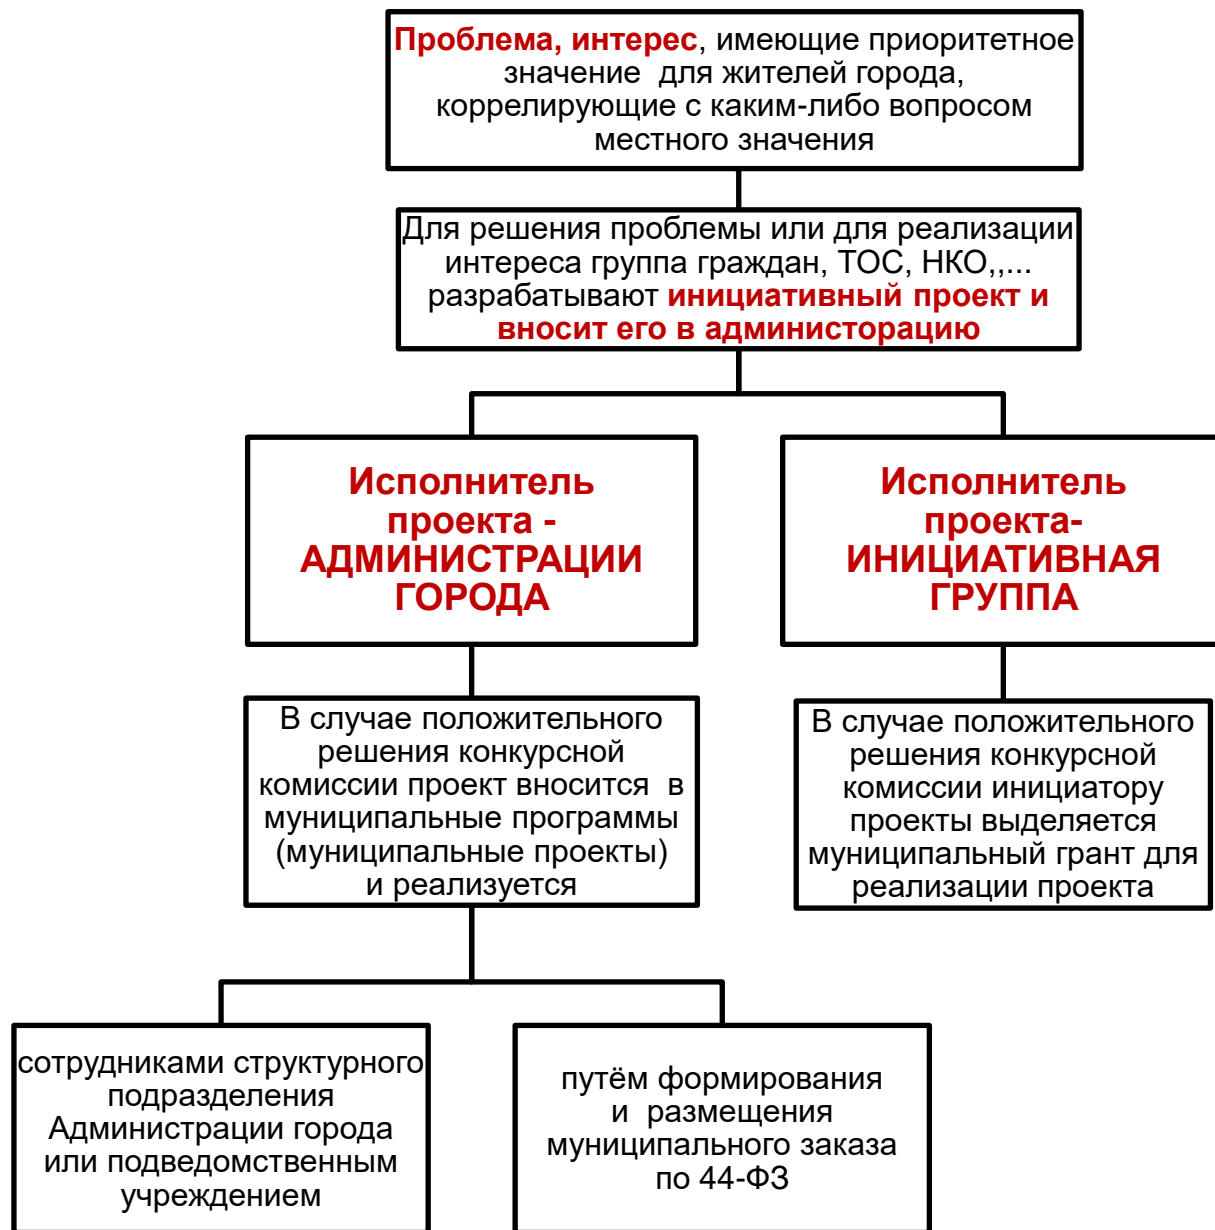 Проблема, интерес, имеющие приоритетное
значение для жителей города,
коррелирующие с каким-либо вопросом
местного значения
Для решения проблемы или для реализации
интереса группа граждан, ТОС, НКО,,...
разрабатывают инициативный проект и
вносит его в администорацию
Исполнитель
проекта -
АДМИНИСТРАЦИИ
ГОРОДА
Исполнитель
проекта-
ИНИЦИАТИВНАЯ
ГРУППА
В случае положительного
решения конкурсной
комиссии проект вносится в
муниципальные программы
(муниципальные проекты)
и реализуется
В случае положительного
решения конкурсной
комиссии инициатору
проекты выделяется
муниципальный грант для
реализации проекта
сотрудниками структурного
подразделения
Администрации города
или подведомственным
учреждением
путём формирования
и размещения
муниципального заказа
по 44-ФЗ